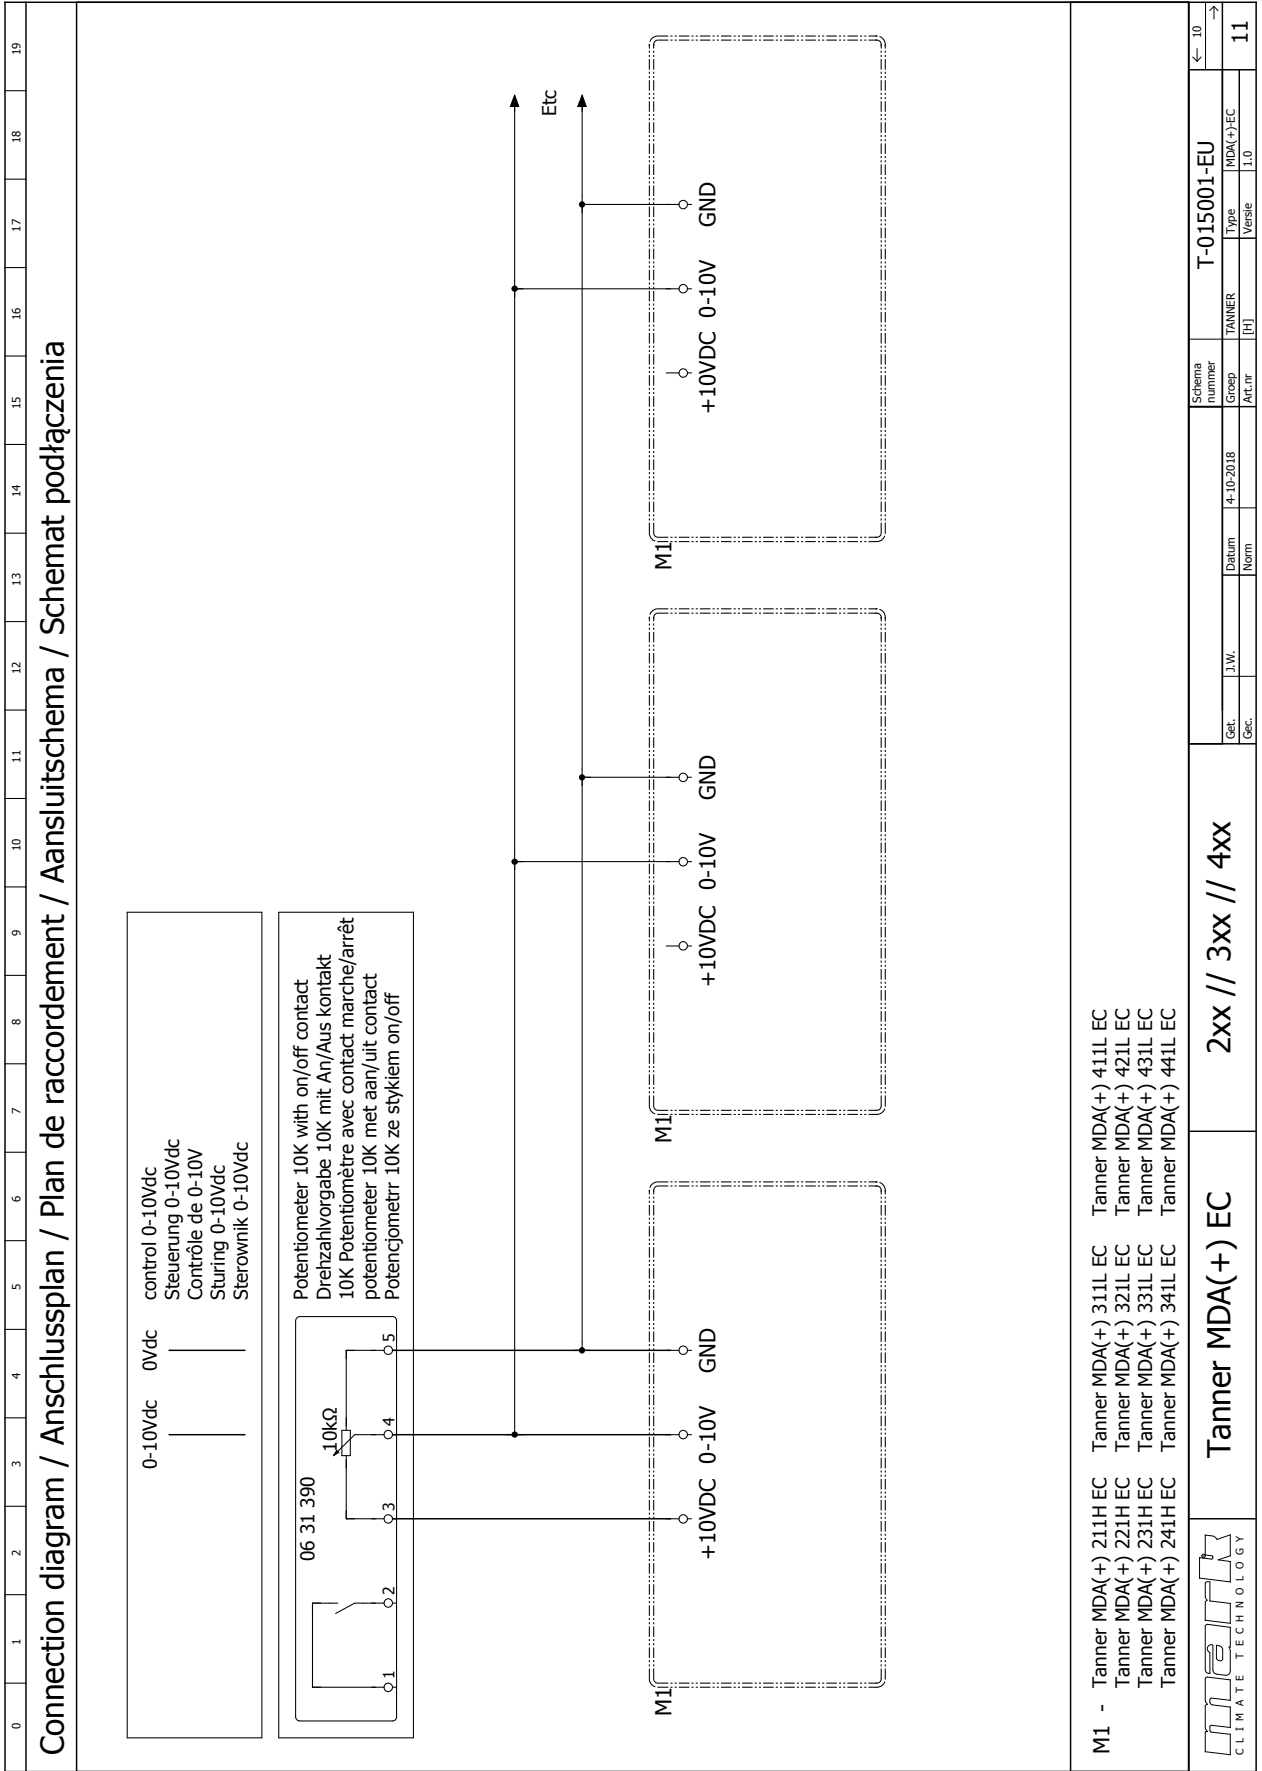 0 1 2 3 4 5 6 7 8 9 10 11 12 13 14 15 16 17 18 19
Connection diagram / Anschlussplan / Plan de raccordement / Aansluitschema / Schemat podłączenia
0-10Vdc 0Vdc
control 0-10Vdc
Steuerung 0-10Vdc
Contrôle de 0-10V
Sturing 0-10Vdc
Sterownik 0-10Vdc
06 31 390
10kΩ
1 2 3 4 5
Potentiometer 10K with on/off contact
Drehzahlvorgabe 10K mit An/Aus kontakt
10K Potentiomètre avec contact marche/arrêt
potentiometer 10K met aan/uit contact
Potencjometrr 10K ze stykiem on/off
Etc
M1
+10VDC 0-10V GND
M1
+10VDC 0-10V GND
M1
+10VDC 0-10V GND
M1 - Tanner MDA(+) 211H EC Tanner MDA(+) 311L EC Tanner MDA(+) 411L EC
Tanner MDA(+) 221H EC Tanner MDA(+) 321L EC Tanner MDA(+) 421L EC
Tanner MDA(+) 231H EC Tanner MDA(+) 331L EC Tanner MDA(+) 431L EC
Tanner MDA(+) 241H EC Tanner MDA(+) 341L EC Tanner MDA(+) 441L EC
mark
CLIMATE TECHNOLOGY
Tanner MDA(+) EC
2xx // 3xx // 4xx
Schema nummer T-015001-EU
← 10 →
11
Get. J.W. Datum 4-10-2018 Groep TANNER Type MDA(+)-EC
Gec. Norm Art.nr [H] Versie 1.0